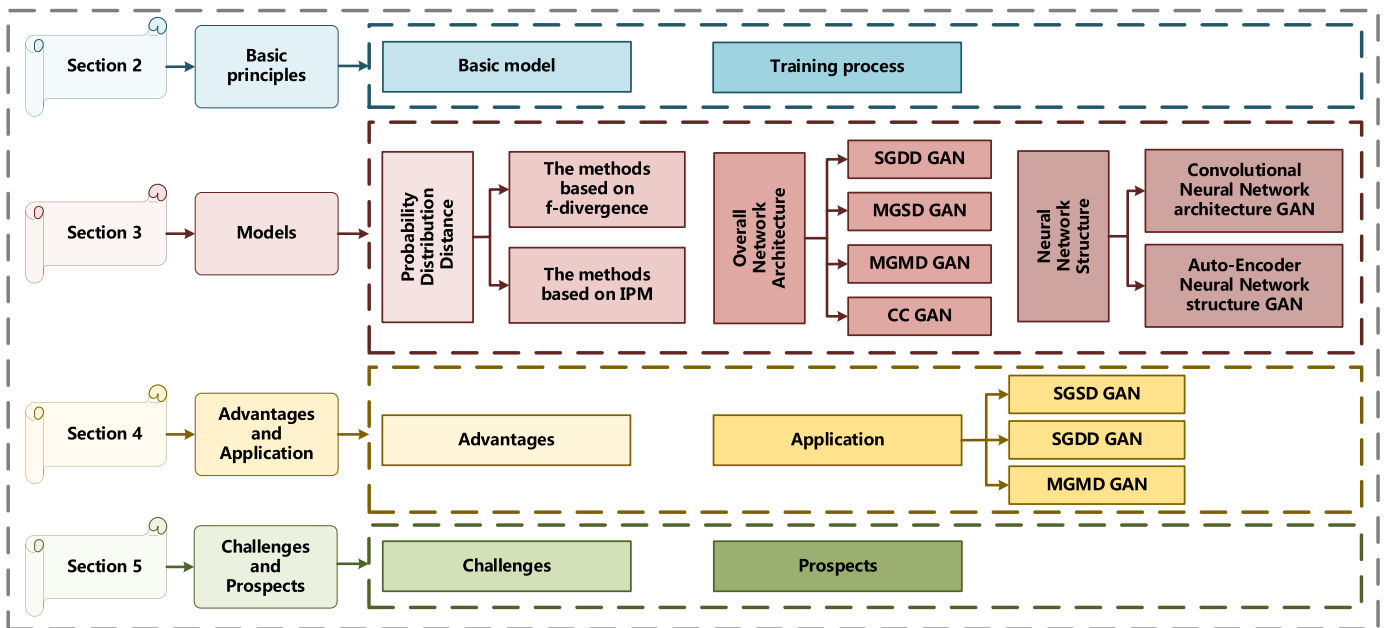 Section 2
Basic
principles
Basic model
Training process
Section 3
Models
Probability
Distribution
Distance
The methods
based on
f-divergence
The methods
based on IPM
Overall
Network
Architecture
SGDD GAN
MGSD GAN
MGMD GAN
CC GAN
Neural
Network
Structure
Convolutional
Neural Network
architecture GAN
Auto-Encoder
Neural Network
structure GAN
Section 4
Advantages
and
Application
Advantages
Application
SGSD GAN
SGDD GAN
MGMD GAN
Section 5
Challenges
and
Prospects
Challenges
Prospects